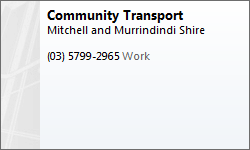 Community Transport
Mitchell and Murrindindi Shire
(03) 5799-2965 Work